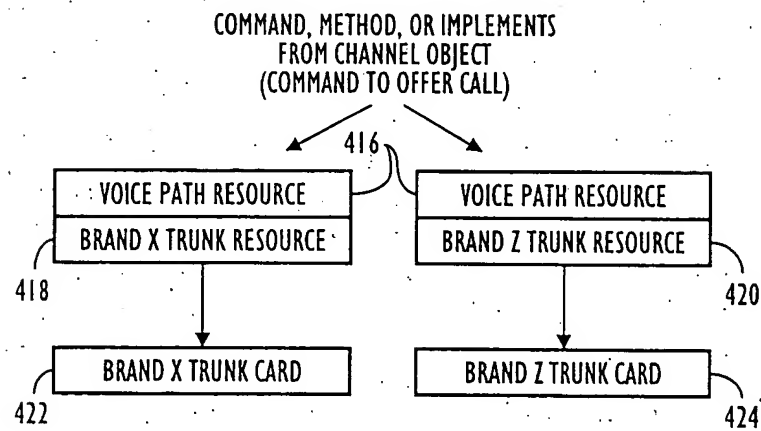 COMMAND, METHOD, OR IMPLEMENTS
FROM CHANNEL OBJECT
(COMMAND TO OFFER CALL)
416
VOICE PATH RESOURCE
VOICE PATH RESOURCE
BRAND X TRUNK RESOURCE
BRAND Z TRUNK RESOURCE
418
420
BRAND X TRUNK CARD
BRAND Z TRUNK CARD
422
424